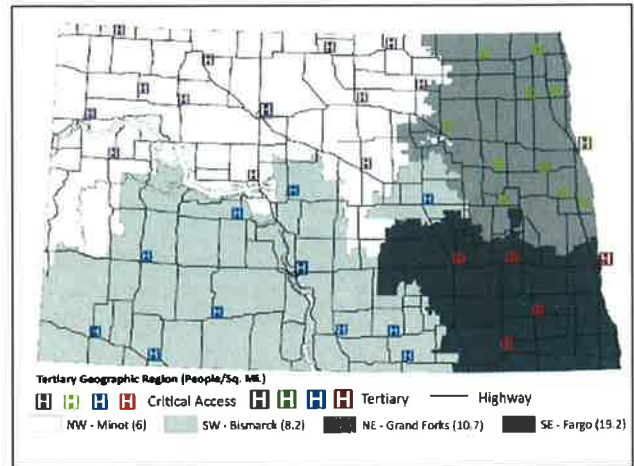 Tertiary Geographic Region (People/Sq. Mi.)
H H H H Critical Access H H H H Tertiary Highway
NW - Minot (6) SW - Bismarck (8.2) NE - Grand Forks (10.7) SE - Fargo (19.2)